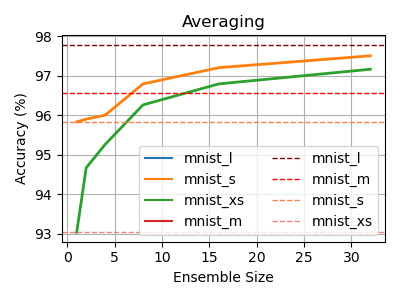 Averaging
98
97
96
95
94
93
Accuracy (%)
mnist_l
mnist_s
mnist_xs
mnist_m
mnist_l
mnist_m
mnist_s
mnist_xs
0 5 10 15 20 25 30
Ensemble Size